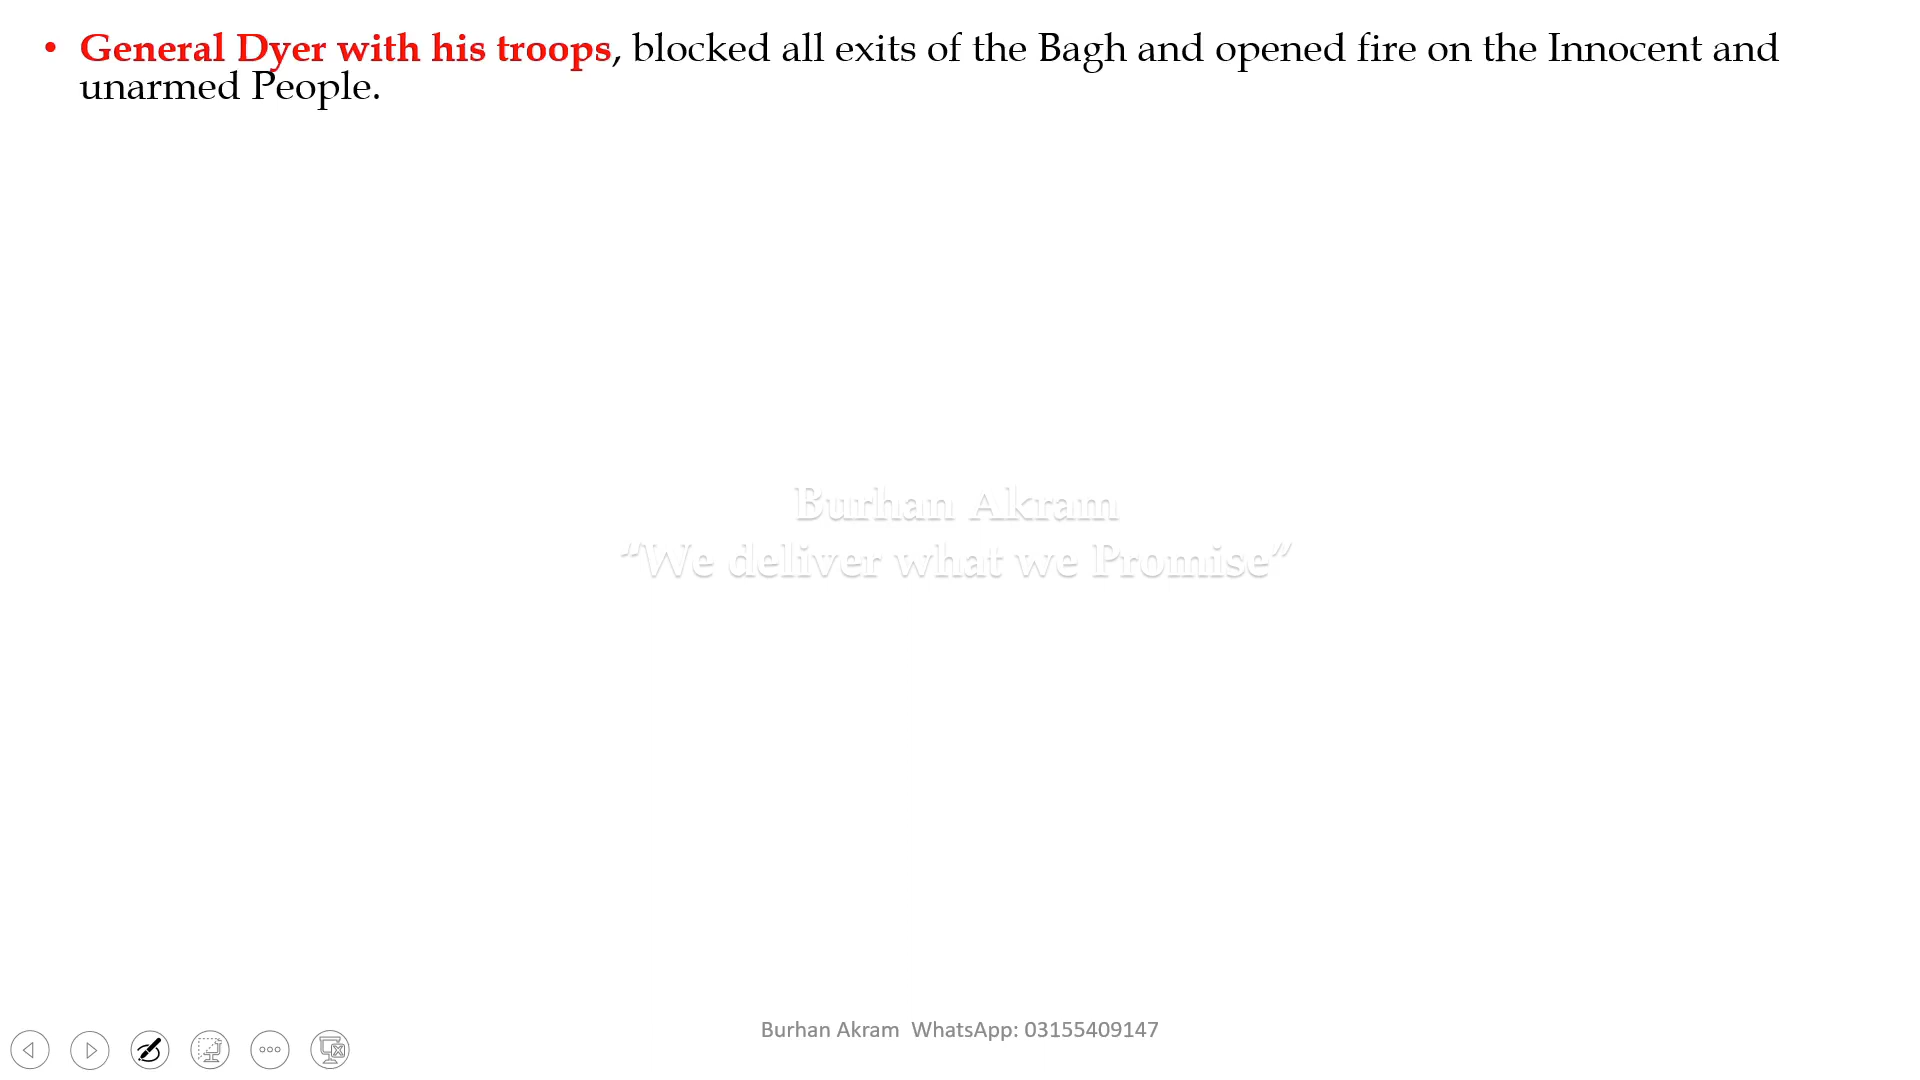 • General Dyer with his troops, blocked all exits of the Bagh and opened fire on the Innocent and
unarmed People.
Burhan Akram
“We deliver what we Promise”
Burhan Akram  WhatsApp: 03155409147